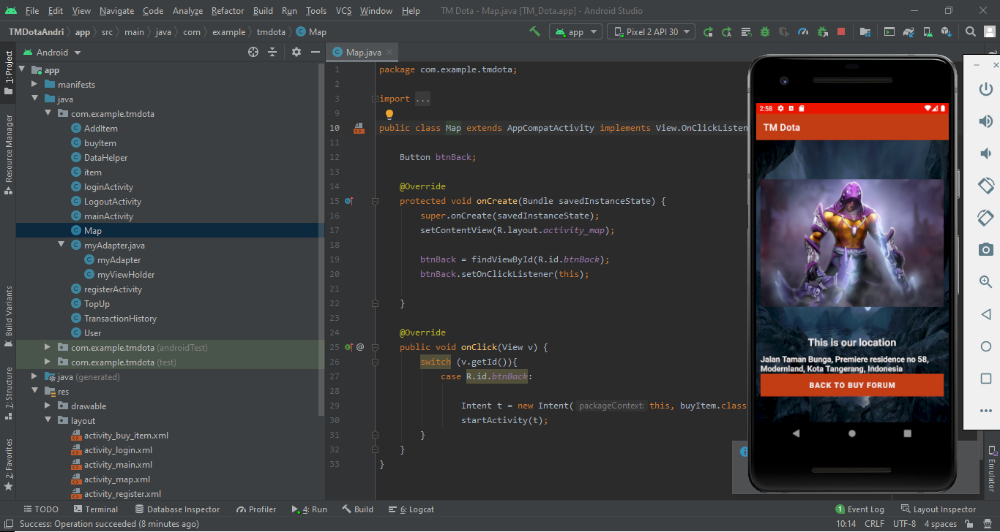 File Edit View Navigate Code Analyze Refactor Build Run Tools VCS Window Help TM Dota - Map.java [TM_Dota.app] - Android Studio
TMDotaAndri app src main java com example tmdota Map app Pixel 2 API 30
Android Map.java
1: Project
Resource Manager
Build Variants
Z: Structure
2: Favorites
app
manifests
java
com.example.tmdota
AddItem
buyItem
DataHelper
item
loginActivity
LogoutActivity
mainActivity
Map
myAdapter.java
myAdapter
myViewHolder
registerActivity
TopUp
TransactionHistory
User
com.example.tmdota (androidTest)
com.example.tmdota (test)
java (generated)
res
drawable
layout
activity_buy_item.xml
activity_login.xml
activity_main.xml
activity_map.xml
activity_register.xml
1 package com.example.tmdota;
2
3 import ...
9
10 public class Map extends AppCompatActivity implements View.OnClickListen
11
12 Button btnBack;
13
14 @Override
15 protected void onCreate(Bundle savedInstanceState) {
16 super.onCreate(savedInstanceState);
17 setContentView(R.layout.activity_map);
18
19 btnBack = findViewById(R.id.btnBack);
20 btnBack.setOnClickListener(this);
21
22 }
23
24 @Override
25 public void onClick(View v) {
26 switch (v.getId()){
27 case R.id.btnBack:
28
29 Intent t = new Intent( packageContext: this, buyItem.class
30 startActivity(t);
31 }
32 }
33 }
2:58
TM Dota
This is our location
Jalan Taman Bunga, Premiere residence no 58,
Modernland, Kota Tangerang, Indonesia
BACK TO BUY FORUM
Emulator
TODO Terminal Database Inspector Profiler 4: Run Build 6: Logcat 1 Event Log Layout Inspector
Success: Operation succeeded (8 minutes ago) 10:14 CRLF UTF-8 4 spaces